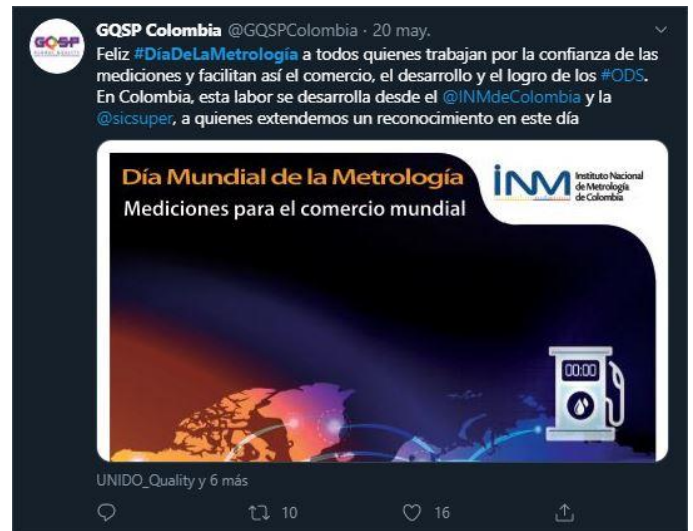 GQSP Colombia @GQSPColombia · 20 may.
GQSP
Feliz #DíaDeLaMetrología a todos quienes trabajan por la confianza de las
mediciones y facilitan así el comercio, el desarrollo y el logro de los #ODS.
En Colombia, esta labor se desarrolla desde el @INMdeColombia y la
@sicsuper, a quienes extendemos un reconocimiento en este día
Día Mundial de la Metrología
Mediciones para el comercio mundial
INM
Instituto Nacional
de Metrología
de Colombia
00:00
UNIDO_Quality y 6 más
10
16